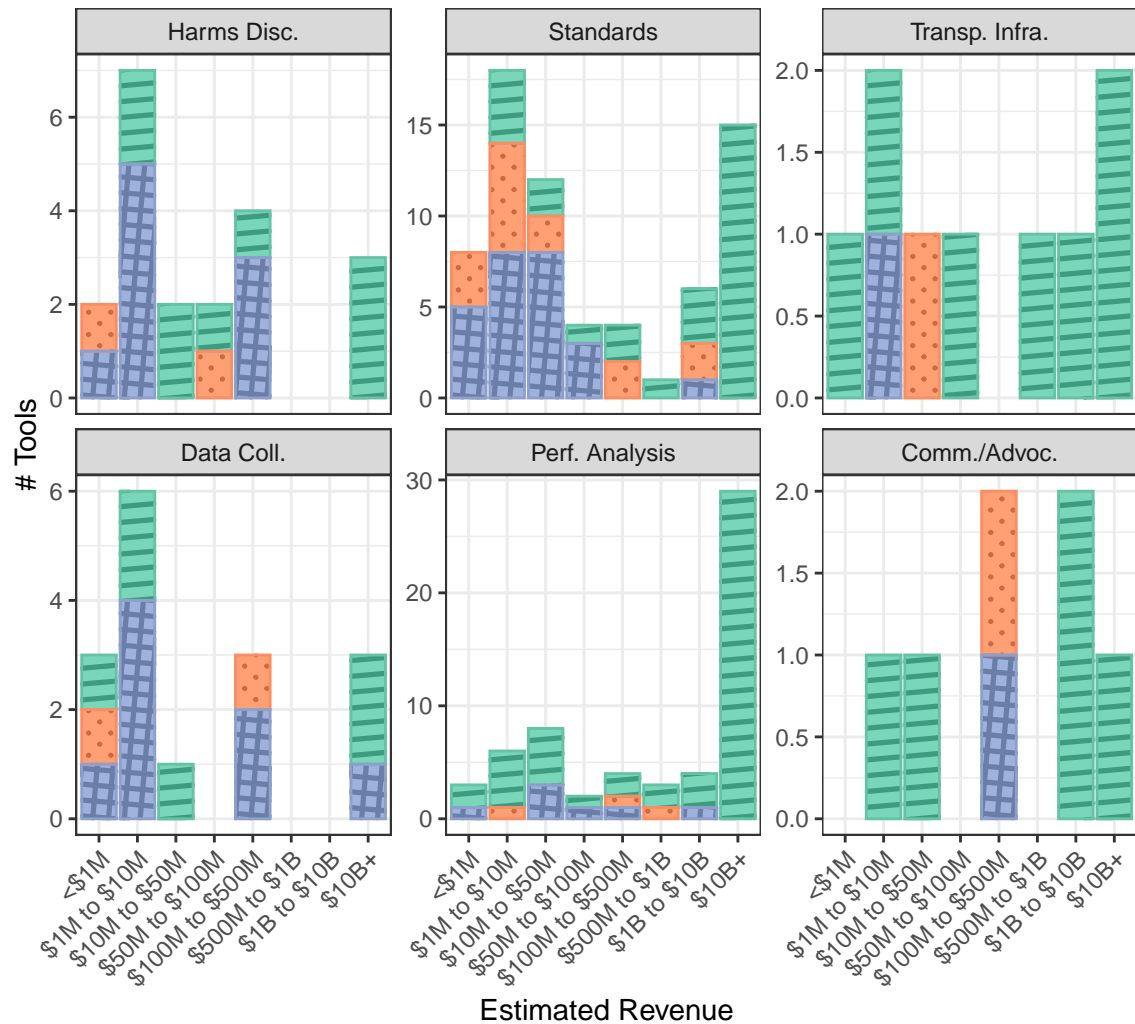 Harms Disc.
Standards
Transp. Infra.
6
4
2
0
15
10
5
0
2.0
1.5
1.0
0.5
0.0
Data Coll.
Perf. Analysis
Comm./Advoc.
6
4
2
0
30
20
10
0
2.0
1.5
1.0
0.5
0.0
# Tools
<$1M
$1M to $10M
$10M to $50M
$50M to $100M
$100M to $500M
$500M to $1B
$1B to $10B
$10B+
<$1M
$1M to $10M
$10M to $50M
$50M to $100M
$100M to $500M
$500M to $1B
$1B to $10B
$10B+
<$1M
$1M to $10M
$10M to $50M
$50M to $100M
$100M to $500M
$500M to $1B
$1B to $10B
$10B+
Estimated Revenue